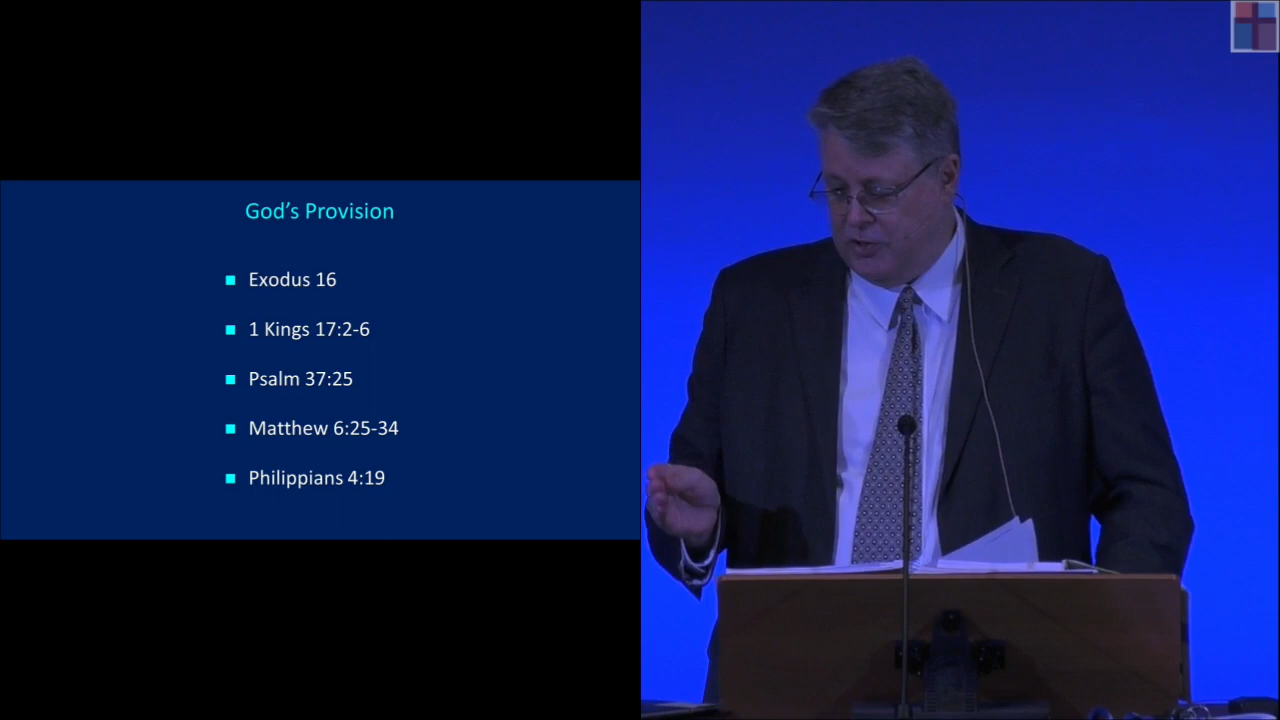 God's Provision
Exodus 16
1 Kings 17:2-6
Psalm 37:25
Matthew 6:25-34
Philippians 4:19